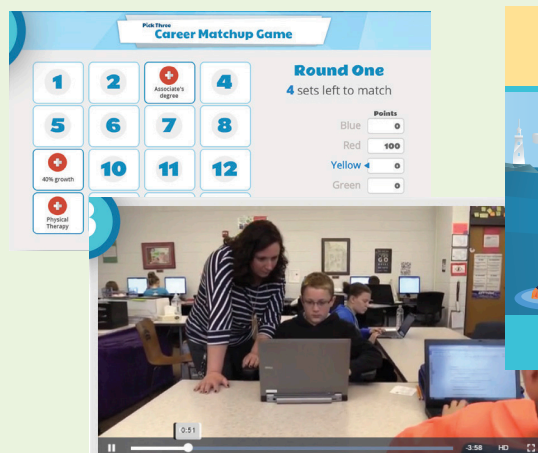 Pick Three
Career Matchup Game
1
2
Associate's
degree
4
5
6
7
8
40% growth
10
11
12
Physical
Therapy
Round One
4 sets left to match
Points
Blue 0
Red 100
Yellow 0
Green 0
GO
0:51
-3:58 HD